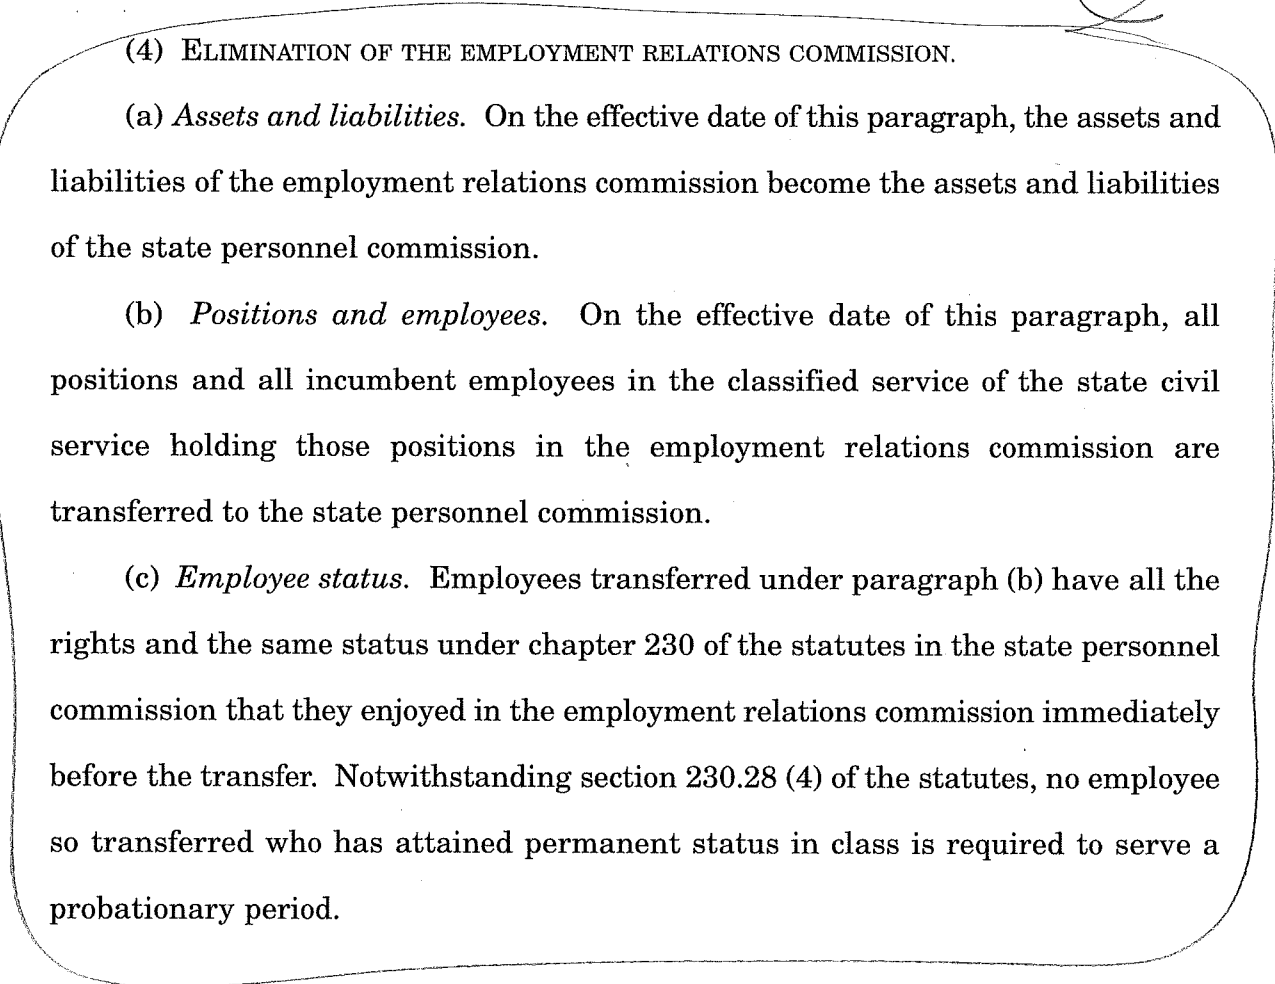 (4) ELIMINATION OF THE EMPLOYMENT RELATIONS COMMISSION.
(a) Assets and liabilities. On the effective date of this paragraph, the assets and
liabilities of the employment relations commission become the assets and liabilities
of the state personnel commission.
(b) Positions and employees. On the effective date of this paragraph, all
positions and all incumbent employees in the classified service of the state civil
service holding those positions in the employment relations commission are
transferred to the state personnel commission.
(c) Employee status. Employees transferred under paragraph (b) have all the
rights and the same status under chapter 230 of the statutes in the state personnel
commission that they enjoyed in the employment relations commission immediately
before the transfer. Notwithstanding section 230.28 (4) of the statutes, no employee
so transferred who has attained permanent status in class is required to serve a
probationary period.